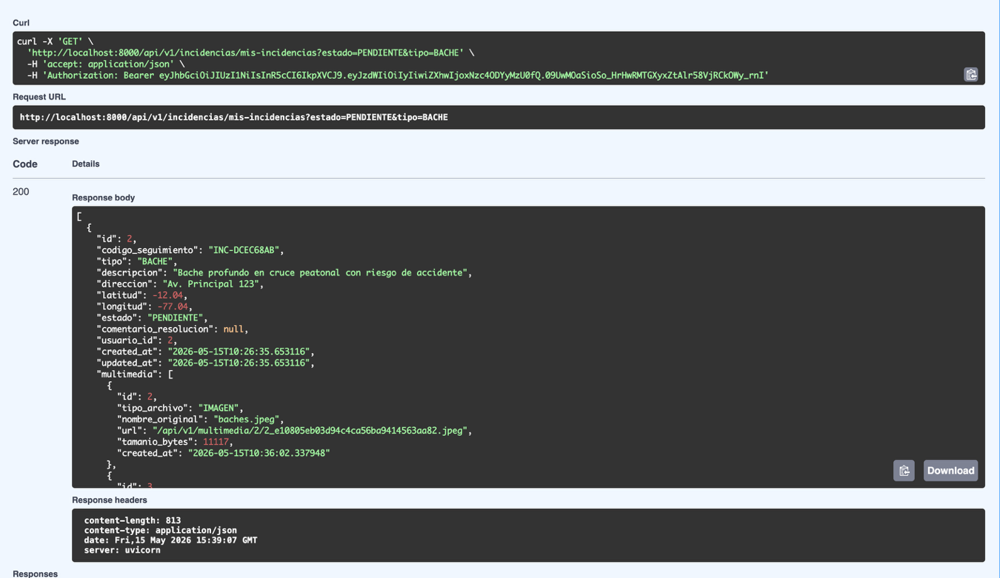 Curl
curl -X 'GET' \
  'http://localhost:8000/api/v1/incidencias/mis-incidencias?estado=PENDIENTE&tipo=BACHE' \
  -H 'accept: application/json' \
  -H 'Authorization: Bearer eyJhbGciOiJIUzI1NiIsInR5cCI6IkpXVCJ9.eyJzdWIiOiIyIiwiZXhwIjoxNzc4ODYyMzU0fQ.09UwMOaSioSo_HrHwRMTGXyxZtAlr58VjRCkOWy_rnI'
Request URL
http://localhost:8000/api/v1/incidencias/mis-incidencias?estado=PENDIENTE&tipo=BACHE
Server response
Code Details
200
Response body
[
  {
    "id": 2,
    "codigo_seguimiento": "INC-DCEC68AB",
    "tipo": "BACHE",
    "descripcion": "Bache profundo en cruce peatonal con riesgo de accidente",
    "direccion": "Av. Principal 123",
    "latitud": -12.04,
    "longitud": -77.04,
    "estado": "PENDIENTE",
    "comentario_resolucion": null,
    "usuario_id": 2,
    "created_at": "2026-05-15T10:26:35.653116",
    "updated_at": "2026-05-15T10:26:35.653116",
    "multimedia": [
      {
        "id": 2,
        "tipo_archivo": "IMAGEN",
        "nombre_original": "baches.jpeg",
        "url": "/api/v1/multimedia/2/2_e10805eb03d94c4ca56ba9414563aa82.jpeg",
        "tamanio_bytes": 11117,
        "created_at": "2026-05-15T10:36:02.337948"
      },
      {
        "id": 3
Download
Response headers
content-length: 813
content-type: application/json
date: Fri,15 May 2026 15:39:07 GMT
server: uvicorn
Responses